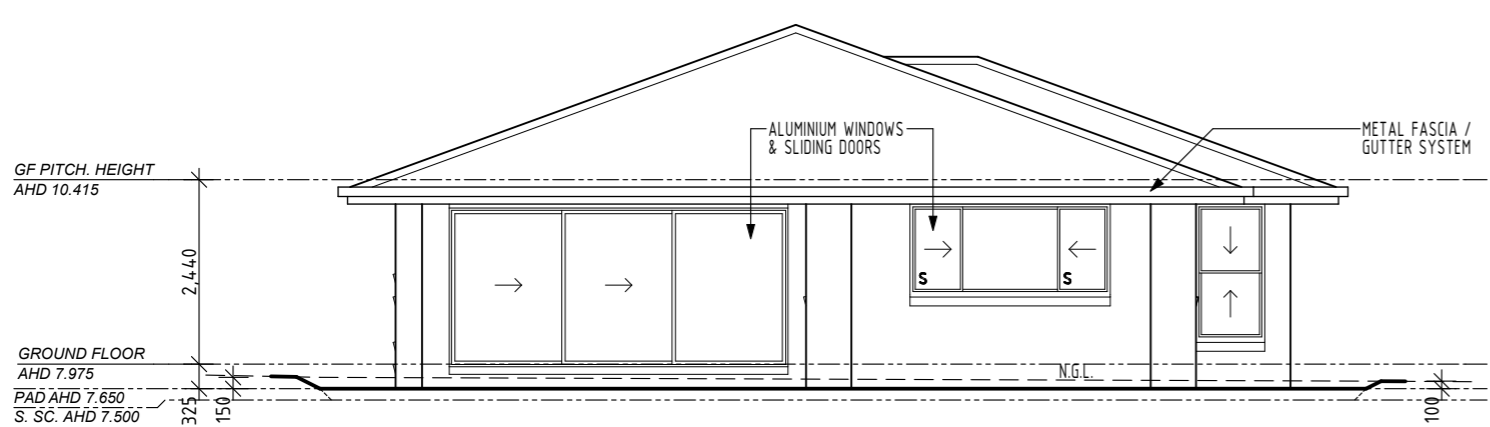 ALUMINIUM WINDOWS
& SLIDING DOORS
METAL FASCIA /
GUTTER SYSTEM
GF PITCH. HEIGHT
AHD 10.415
2,440
S
S
GROUND FLOOR
AHD 7.975
N.G.L.
PAD AHD 7.650
S. SC. AHD 7.500
325
150
100